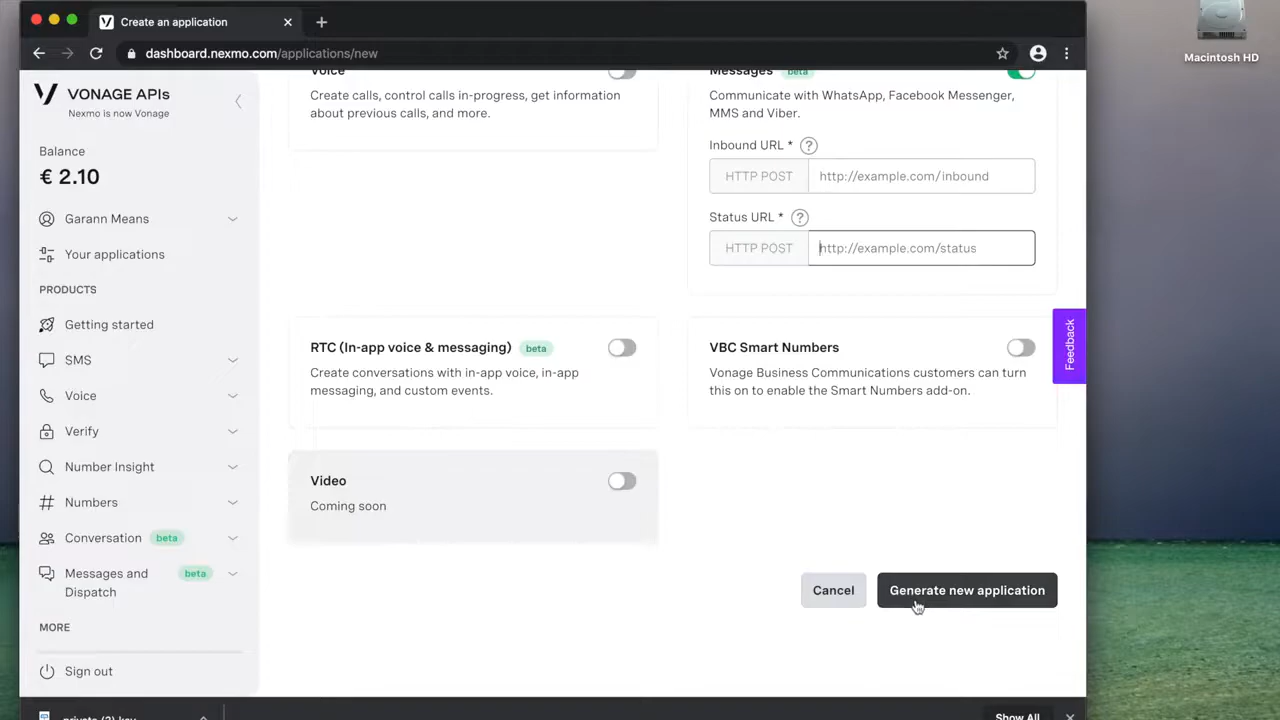 Create an application
dashboard.nexmo.com/applications/new
Macintosh HD
VONAGE APIs
Nexmo is now Vonage
Balance
€ 2.10
Garann Means
Your applications
PRODUCTS
Getting started
SMS
Voice
Verify
Number Insight
Numbers
Conversation beta
Messages and beta
Dispatch
MORE
Sign out
Voice
Create calls, control calls in-progress, get information
about previous calls, and more.
Messages beta
Communicate with WhatsApp, Facebook Messenger,
MMS and Viber.
Inbound URL * ?
HTTP POST http://example.com/inbound
Status URL * ?
HTTP POST http://example.com/status
RTC (In-app voice & messaging) beta
Create conversations with in-app voice, in-app
messaging, and custom events.
VBC Smart Numbers
Vonage Business Communications customers can turn
this on to enable the Smart Numbers add-on.
Video
Coming soon
Feedback
Cancel
Generate new application
private (2).key
Show All